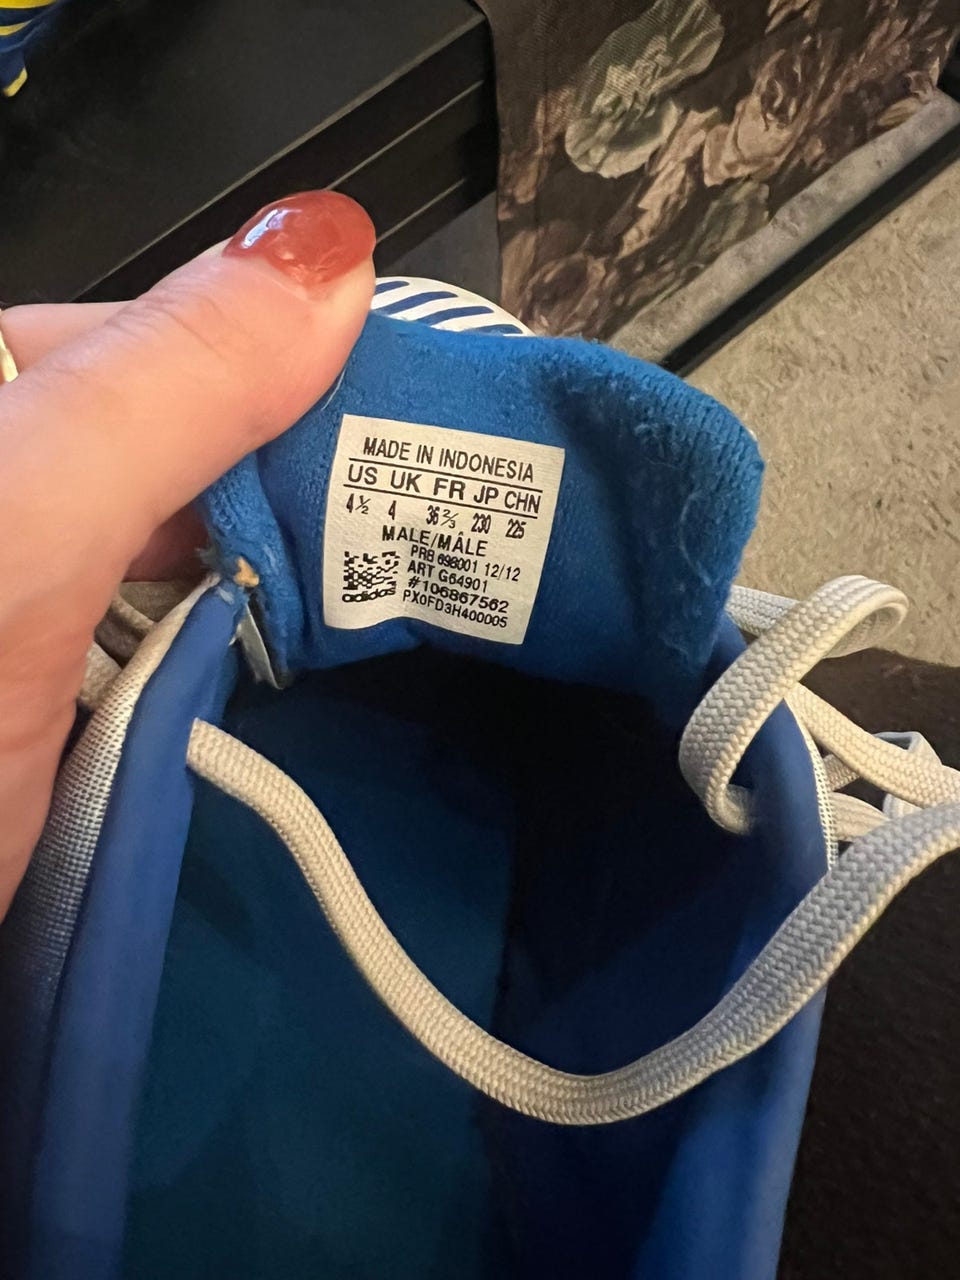 MADE IN INDONESIA
US UK FR JP CHN
4½ 4 36⅔ 230 225
MALE/MÂLE
PRB 698001 12/12
ART G64901
#106867562
adidas PX0FD3H400005